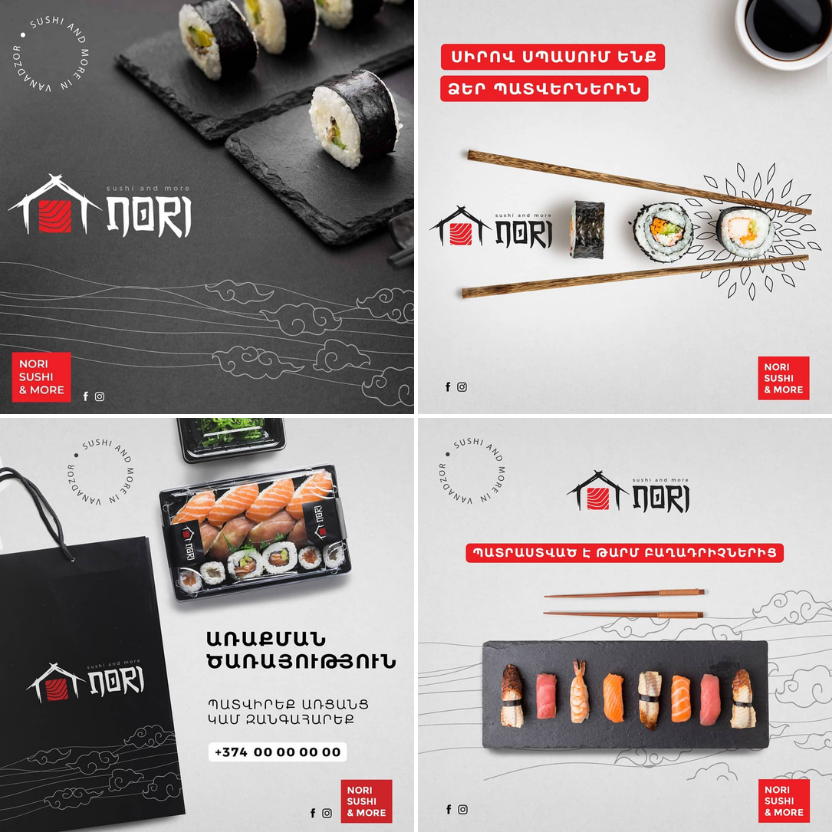 SUSHI AND MORE IN VANADZOR
sushi and more
NORI
NORI
SUSHI
& MORE
ՍԻՐՈՎ ՍՊԱՍՈՒՄ ԵՆՔ
ՁԵՐ ՊԱՏՎԵՐՆԵՐԻՆ
sushi and more
NORI
NORI
SUSHI
& MORE
SUSHI AND MORE IN VANADZOR
NORI
NORI
sushi and more
NORI
ԱՌԱՔՄԱՆ
ԾԱՌԱՅՈՒԹՅՈՒՆ
ՊԱՏՎԻՐԵՔ ԱՌՑԱՆՑ
ԿԱՄ ԶԱՆԳԱՀԱՐԵՔ
+374 00 00 00 00
NORI
SUSHI
& MORE
SUSHI AND MORE IN VANADZOR
sushi and more
NORI
ՊԱՏՐԱՍՏՎԱԾ Է ԹԱՐՄ ԲԱՂԱԴՐԻՉՆԵՐԻՑ
NORI
SUSHI
& MORE